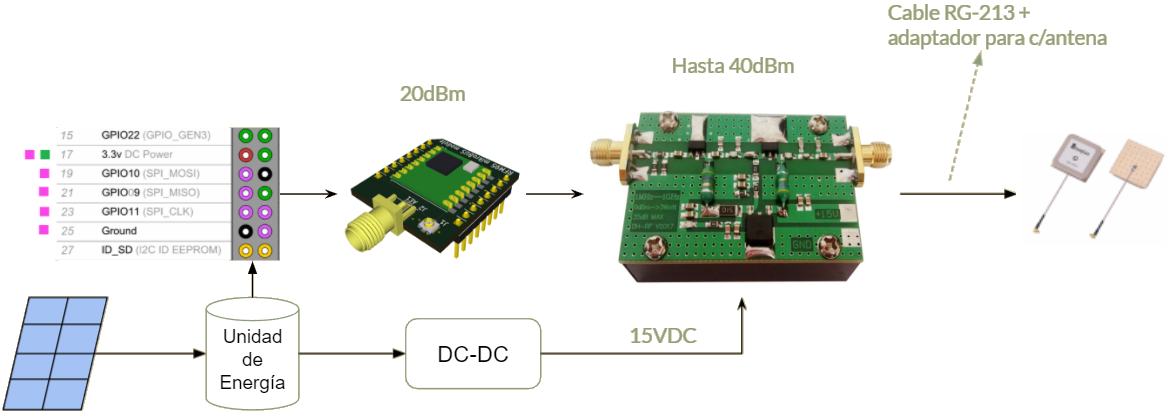 Cable RG-213 +
adaptador para c/antena
Hasta 40dBm
20dBm
15 GPIO22 (GPIO_GEN3)
17 3.3v DC Power
19 GPIO10 (SPI_MOSI)
21 GPIO09 (SPI_MISO)
23 GPIO11 (SPI_CLK)
25 Ground
27 ID_SD (I2C ID EEPROM)
+15V
GND
Unidad
de
Energía
DC-DC
15VDC